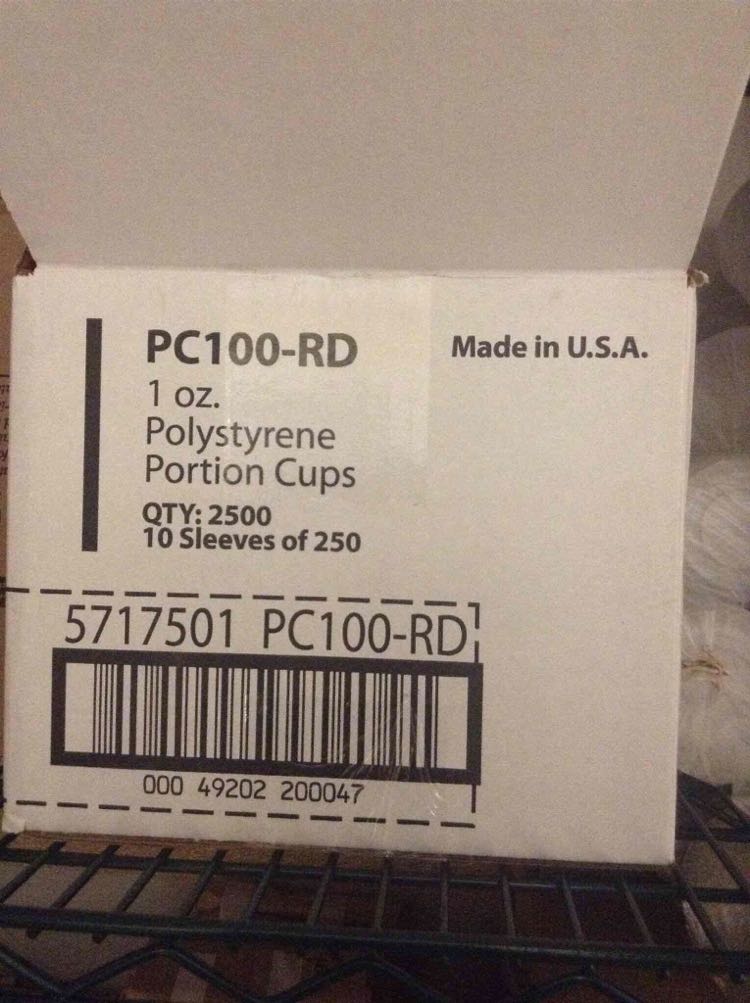 PC100-RD
Made in U.S.A.
1 oz.
Polystyrene
Portion Cups
QTY: 2500
10 Sleeves of 250
5717501 PC100-RD
000 49202 200047